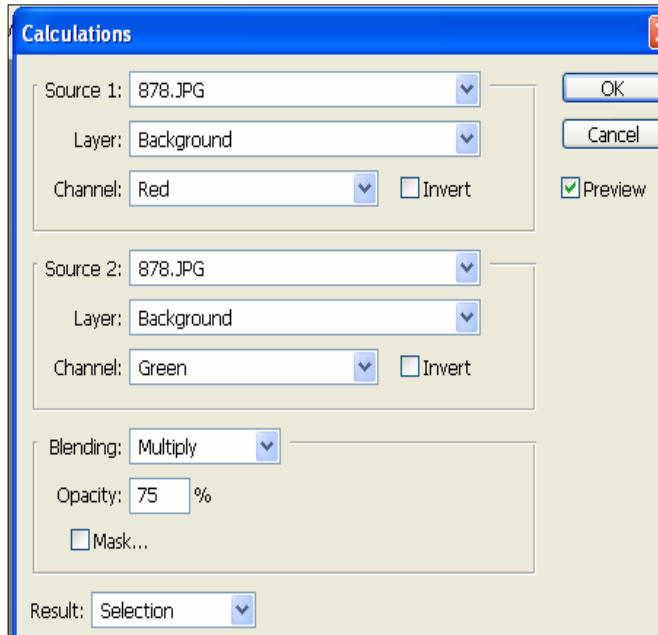 Calculations
Source 1: 878.JPG
OK
Layer: Background
Cancel
Channel: Red Invert
Preview
Source 2: 878.JPG
Layer: Background
Channel: Green Invert
Blending: Multiply
Opacity: 75 %
Mask...
Result: Selection